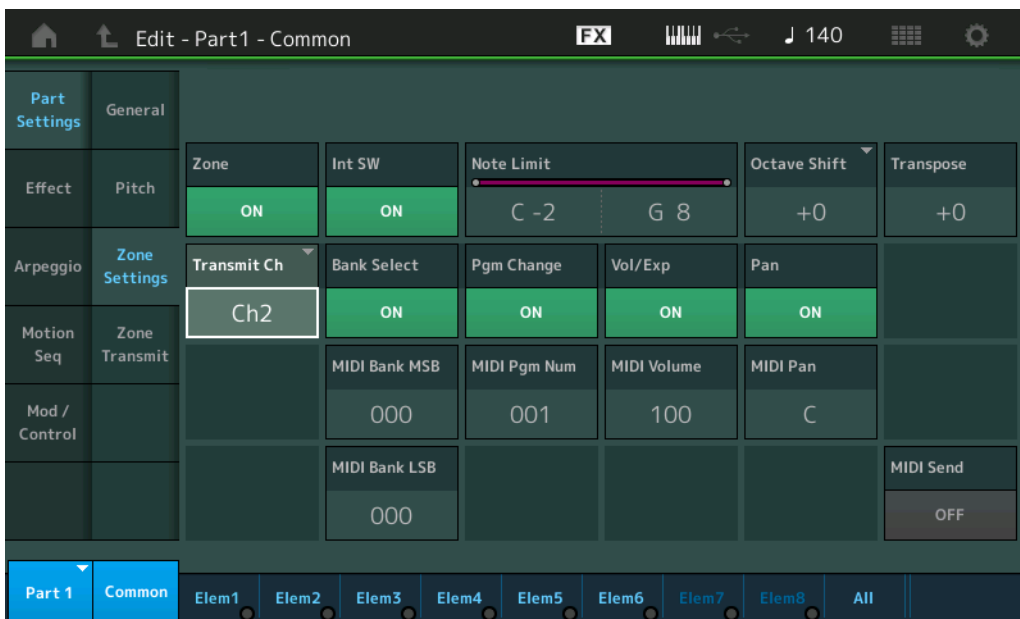 Edit - Part1 - Common
FX
♩ 140
Part
Settings
General
Effect
Pitch
Arpeggio
Zone
Settings
Motion
Seq
Zone
Transmit
Mod /
Control
Zone
Int SW
Note Limit
Octave Shift
Transpose
ON
ON
C -2
G 8
+0
+0
Transmit Ch
Bank Select
Pgm Change
Vol/Exp
Pan
Ch2
ON
ON
ON
ON
MIDI Bank MSB
MIDI Pgm Num
MIDI Volume
MIDI Pan
000
001
100
C
MIDI Bank LSB
MIDI Send
000
OFF
Part 1
Common
Elem1
Elem2
Elem3
Elem4
Elem5
Elem6
Elem7
Elem8
All